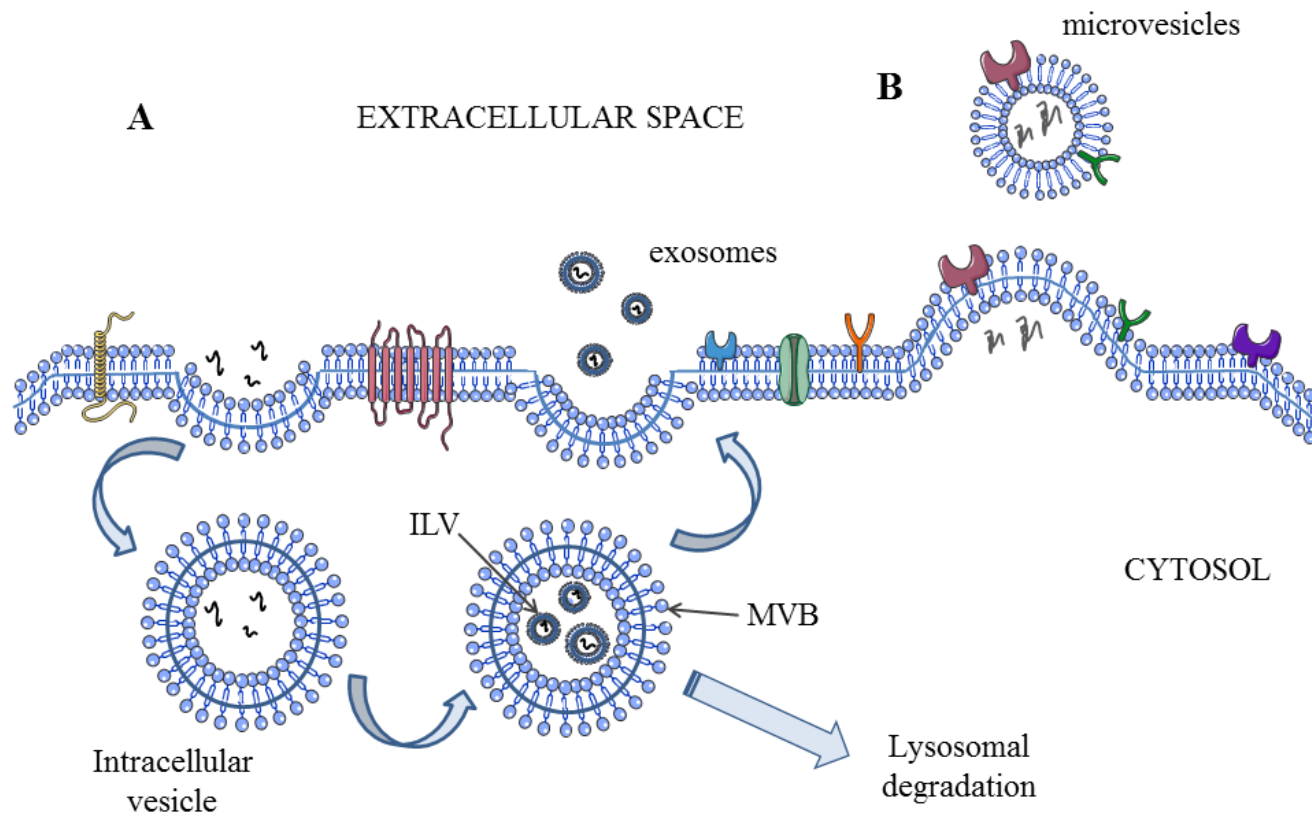 microvesicles
A
B
EXTRACELLULAR SPACE
exosomes
ILV
MVB
CYTOSOL
Intracellular
vesicle
Lysosomal
degradation